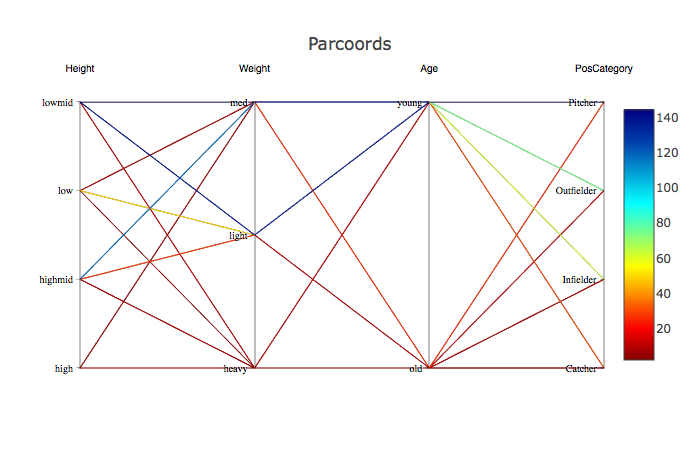 Parcoords
Height Weight Age PosCategory
lowmid med young Pitcher 140
120
low Outfielder 100
80
light
60
highmid Infielder 40
20
high heavy old Catcher